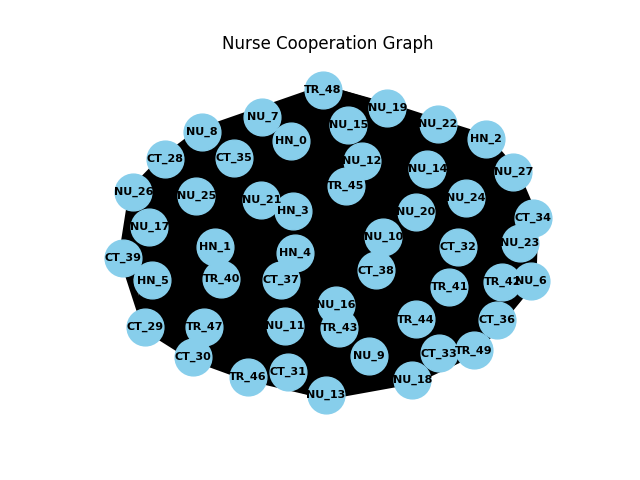 Nurse Cooperation Graph
TR_48
NU_19
NU_7
NU_15
NU_22
NU_8
HN_0
HN_2
CT_28
CT_35
NU_12
NU_14
NU_27
TR_45
NU_26
NU_25
NU_21
HN_3
NU_20
NU_24
CT_34
NU_17
NU_10
NU_23
HN_1
HN_4
CT_32
CT_39
CT_38
HN_5
TR_40
CT_37
TR_41
TR_42
NU_6
NU_16
CT_29
TR_47
NU_11
TR_43
TR_44
CT_36
CT_30
NU_9
CT_33
TR_49
TR_46
CT_31
NU_18
NU_13